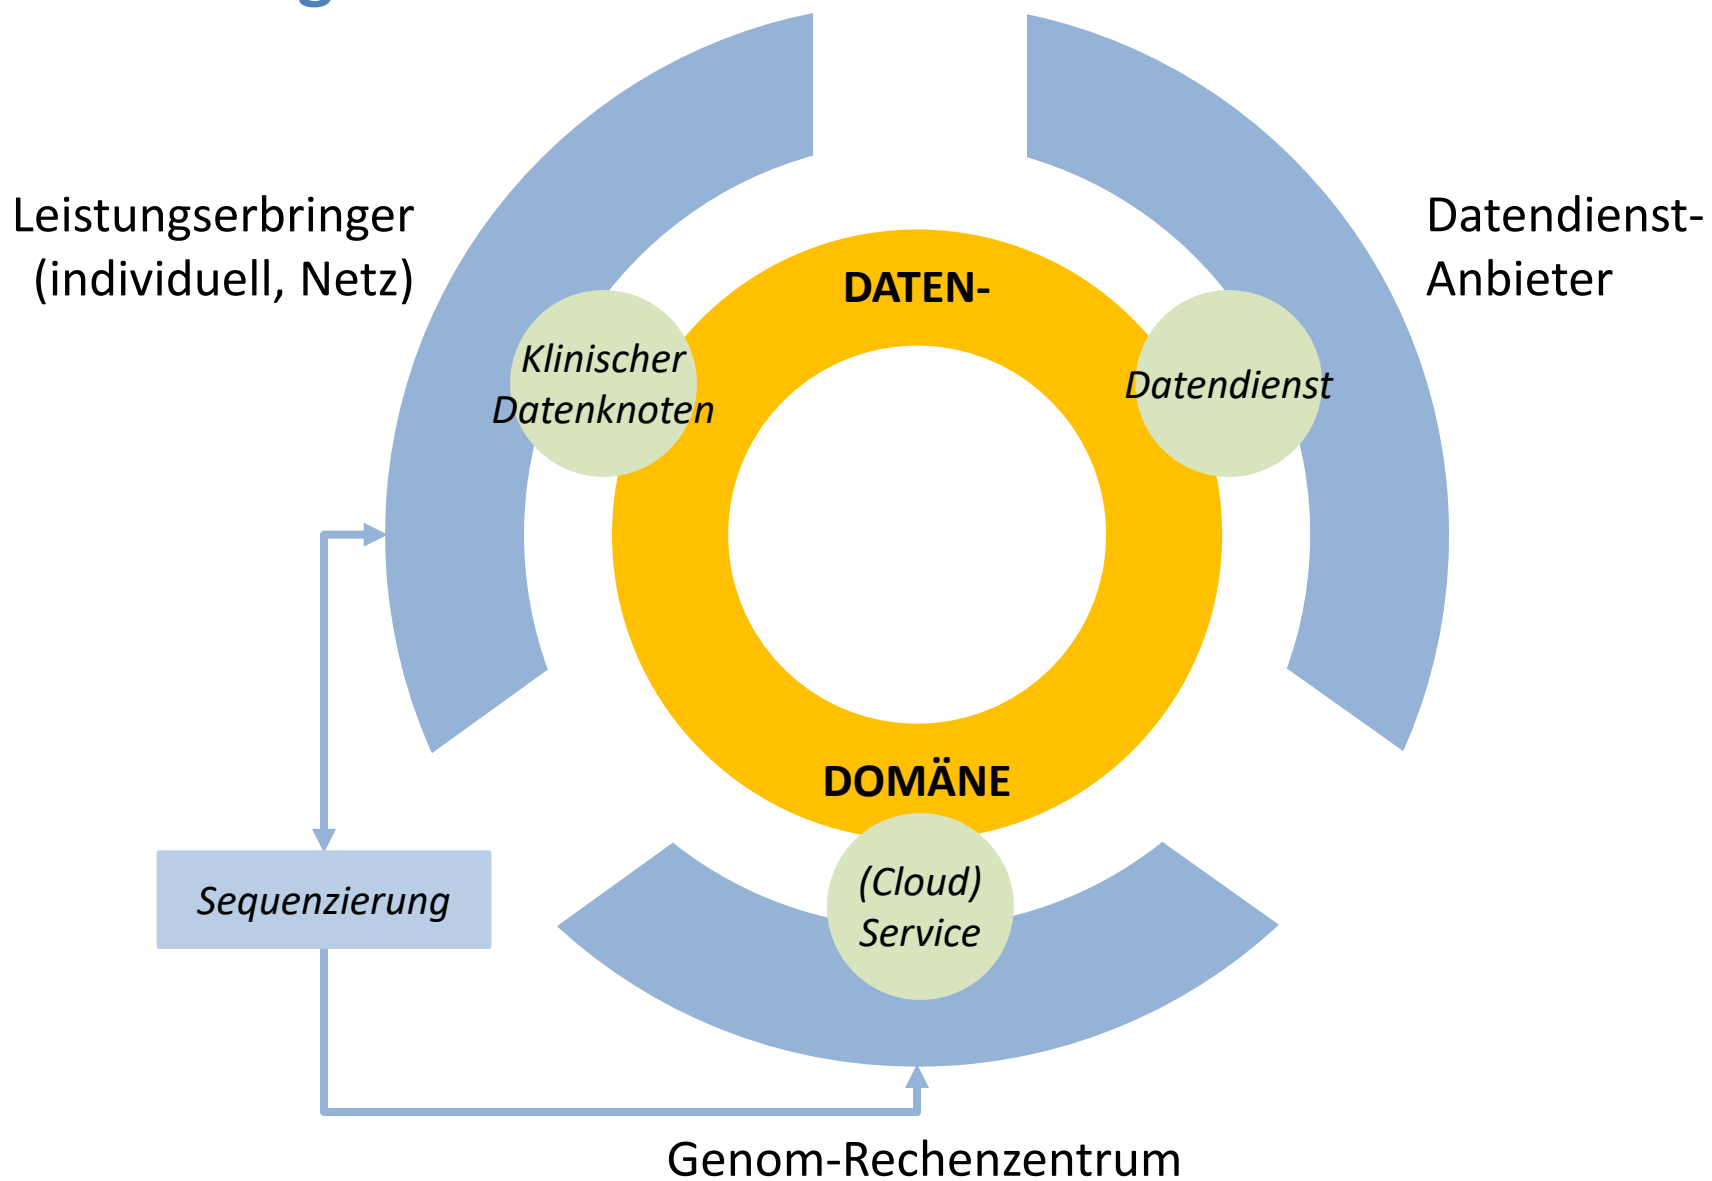 Leistungserbringer
(individuell, Netz)
Datendienst-
Anbieter
DATEN-
Klinischer
Datenknoten
Datendienst
DOMÄNE
(Cloud)
Service
Sequenzierung
Genom-Rechenzentrum